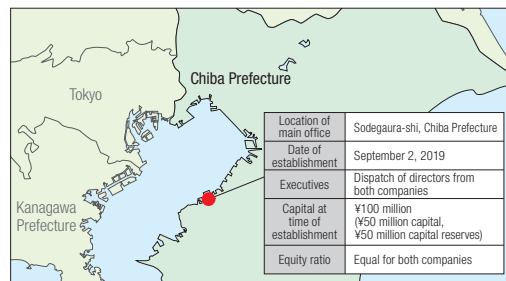 Tokyo
Chiba Prefecture
Kanagawa
Prefecture
Location of
main office
Sodegaura-shi, Chiba Prefecture
Date of
establishment
September 2, 2019
Executives
Dispatch of directors from
both companies
Capital at
time of
establishment
¥100 million
(¥50 million capital,
¥50 million capital reserves)
Equity ratio
Equal for both companies